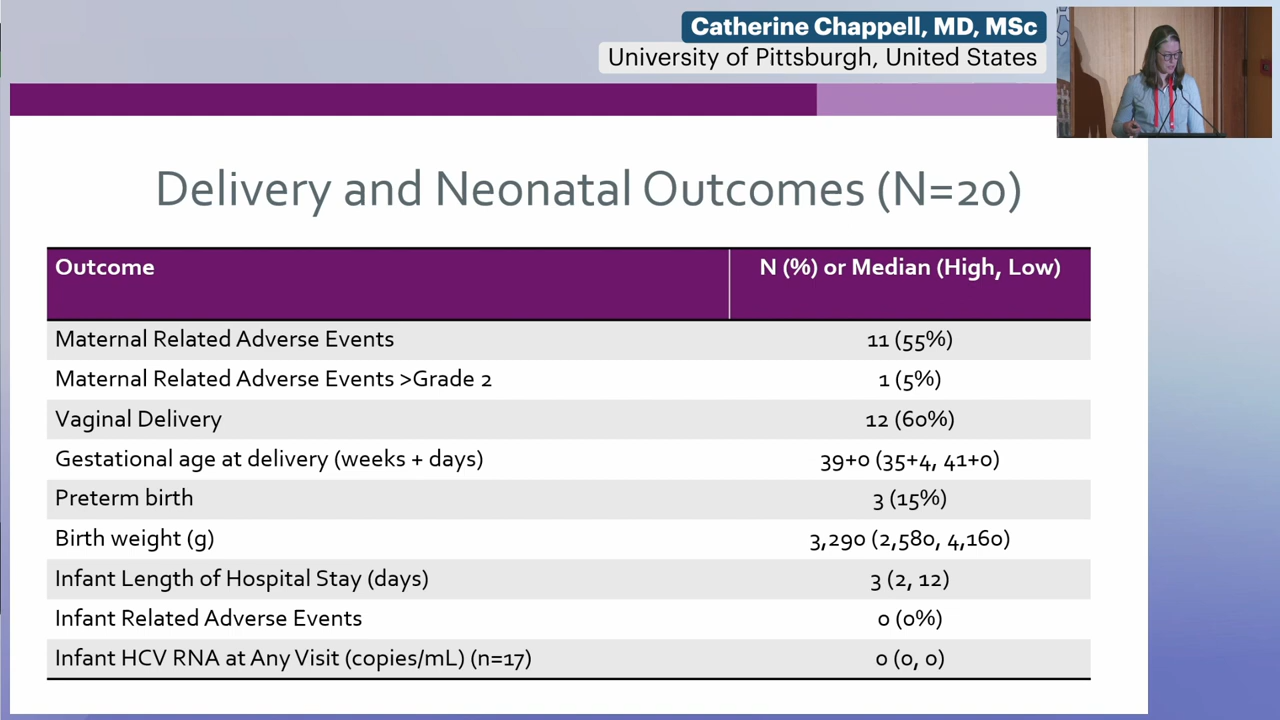 Catherine Chappell, MD, MSc
University of Pittsburgh, United States
Delivery and Neonatal Outcomes (N=20)
Outcome N (%) or Median (High, Low)
Maternal Related Adverse Events 11 (55%)
Maternal Related Adverse Events >Grade 2 1 (5%)
Vaginal Delivery 12 (60%)
Gestational age at delivery (weeks + days) 39+0 (35+4, 41+0)
Preterm birth 3 (15%)
Birth weight (g) 3,290 (2,580, 4,160)
Infant Length of Hospital Stay (days) 3 (2, 12)
Infant Related Adverse Events 0 (0%)
Infant HCV RNA at Any Visit (copies/mL) (n=17) 0 (0, 0)